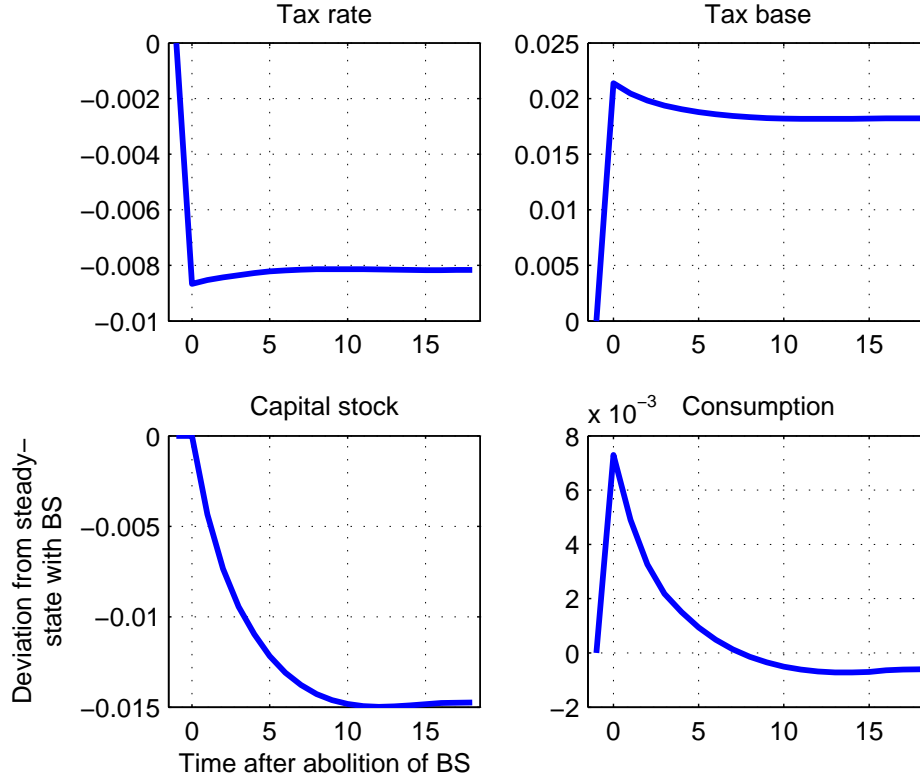 Tax rate
0
−0.002
−0.004
−0.006
−0.008
−0.01
0 5 10 15
Tax base
0.025
0.02
0.015
0.01
0.005
0
0 5 10 15
Capital stock
0
−0.005
−0.01
−0.015
0 5 10 15
Deviation from steady−
state with BS
Time after abolition of BS
x 10−3 Consumption
8
6
4
2
0
−2
0 5 10 15